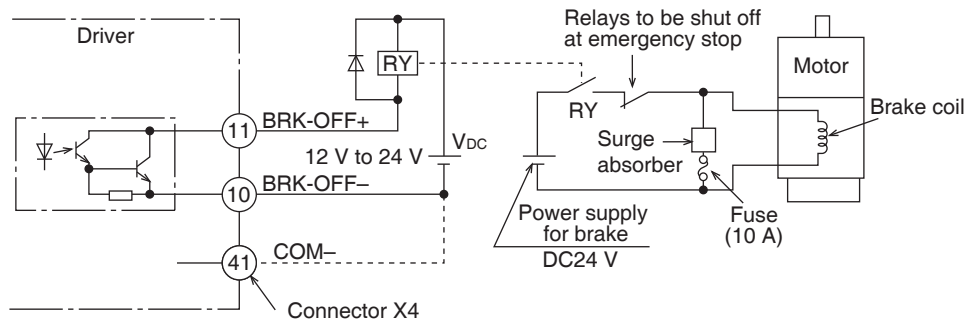 Driver
RY
Relays to be shut off
at emergency stop
Motor
RY
Brake coil
11
BRK-OFF+
12 V to 24 V
VDC
Surge
absorber
10
BRK-OFF–
Power supply
for brake
DC24 V
Fuse
(10 A)
41
COM–
Connector X4